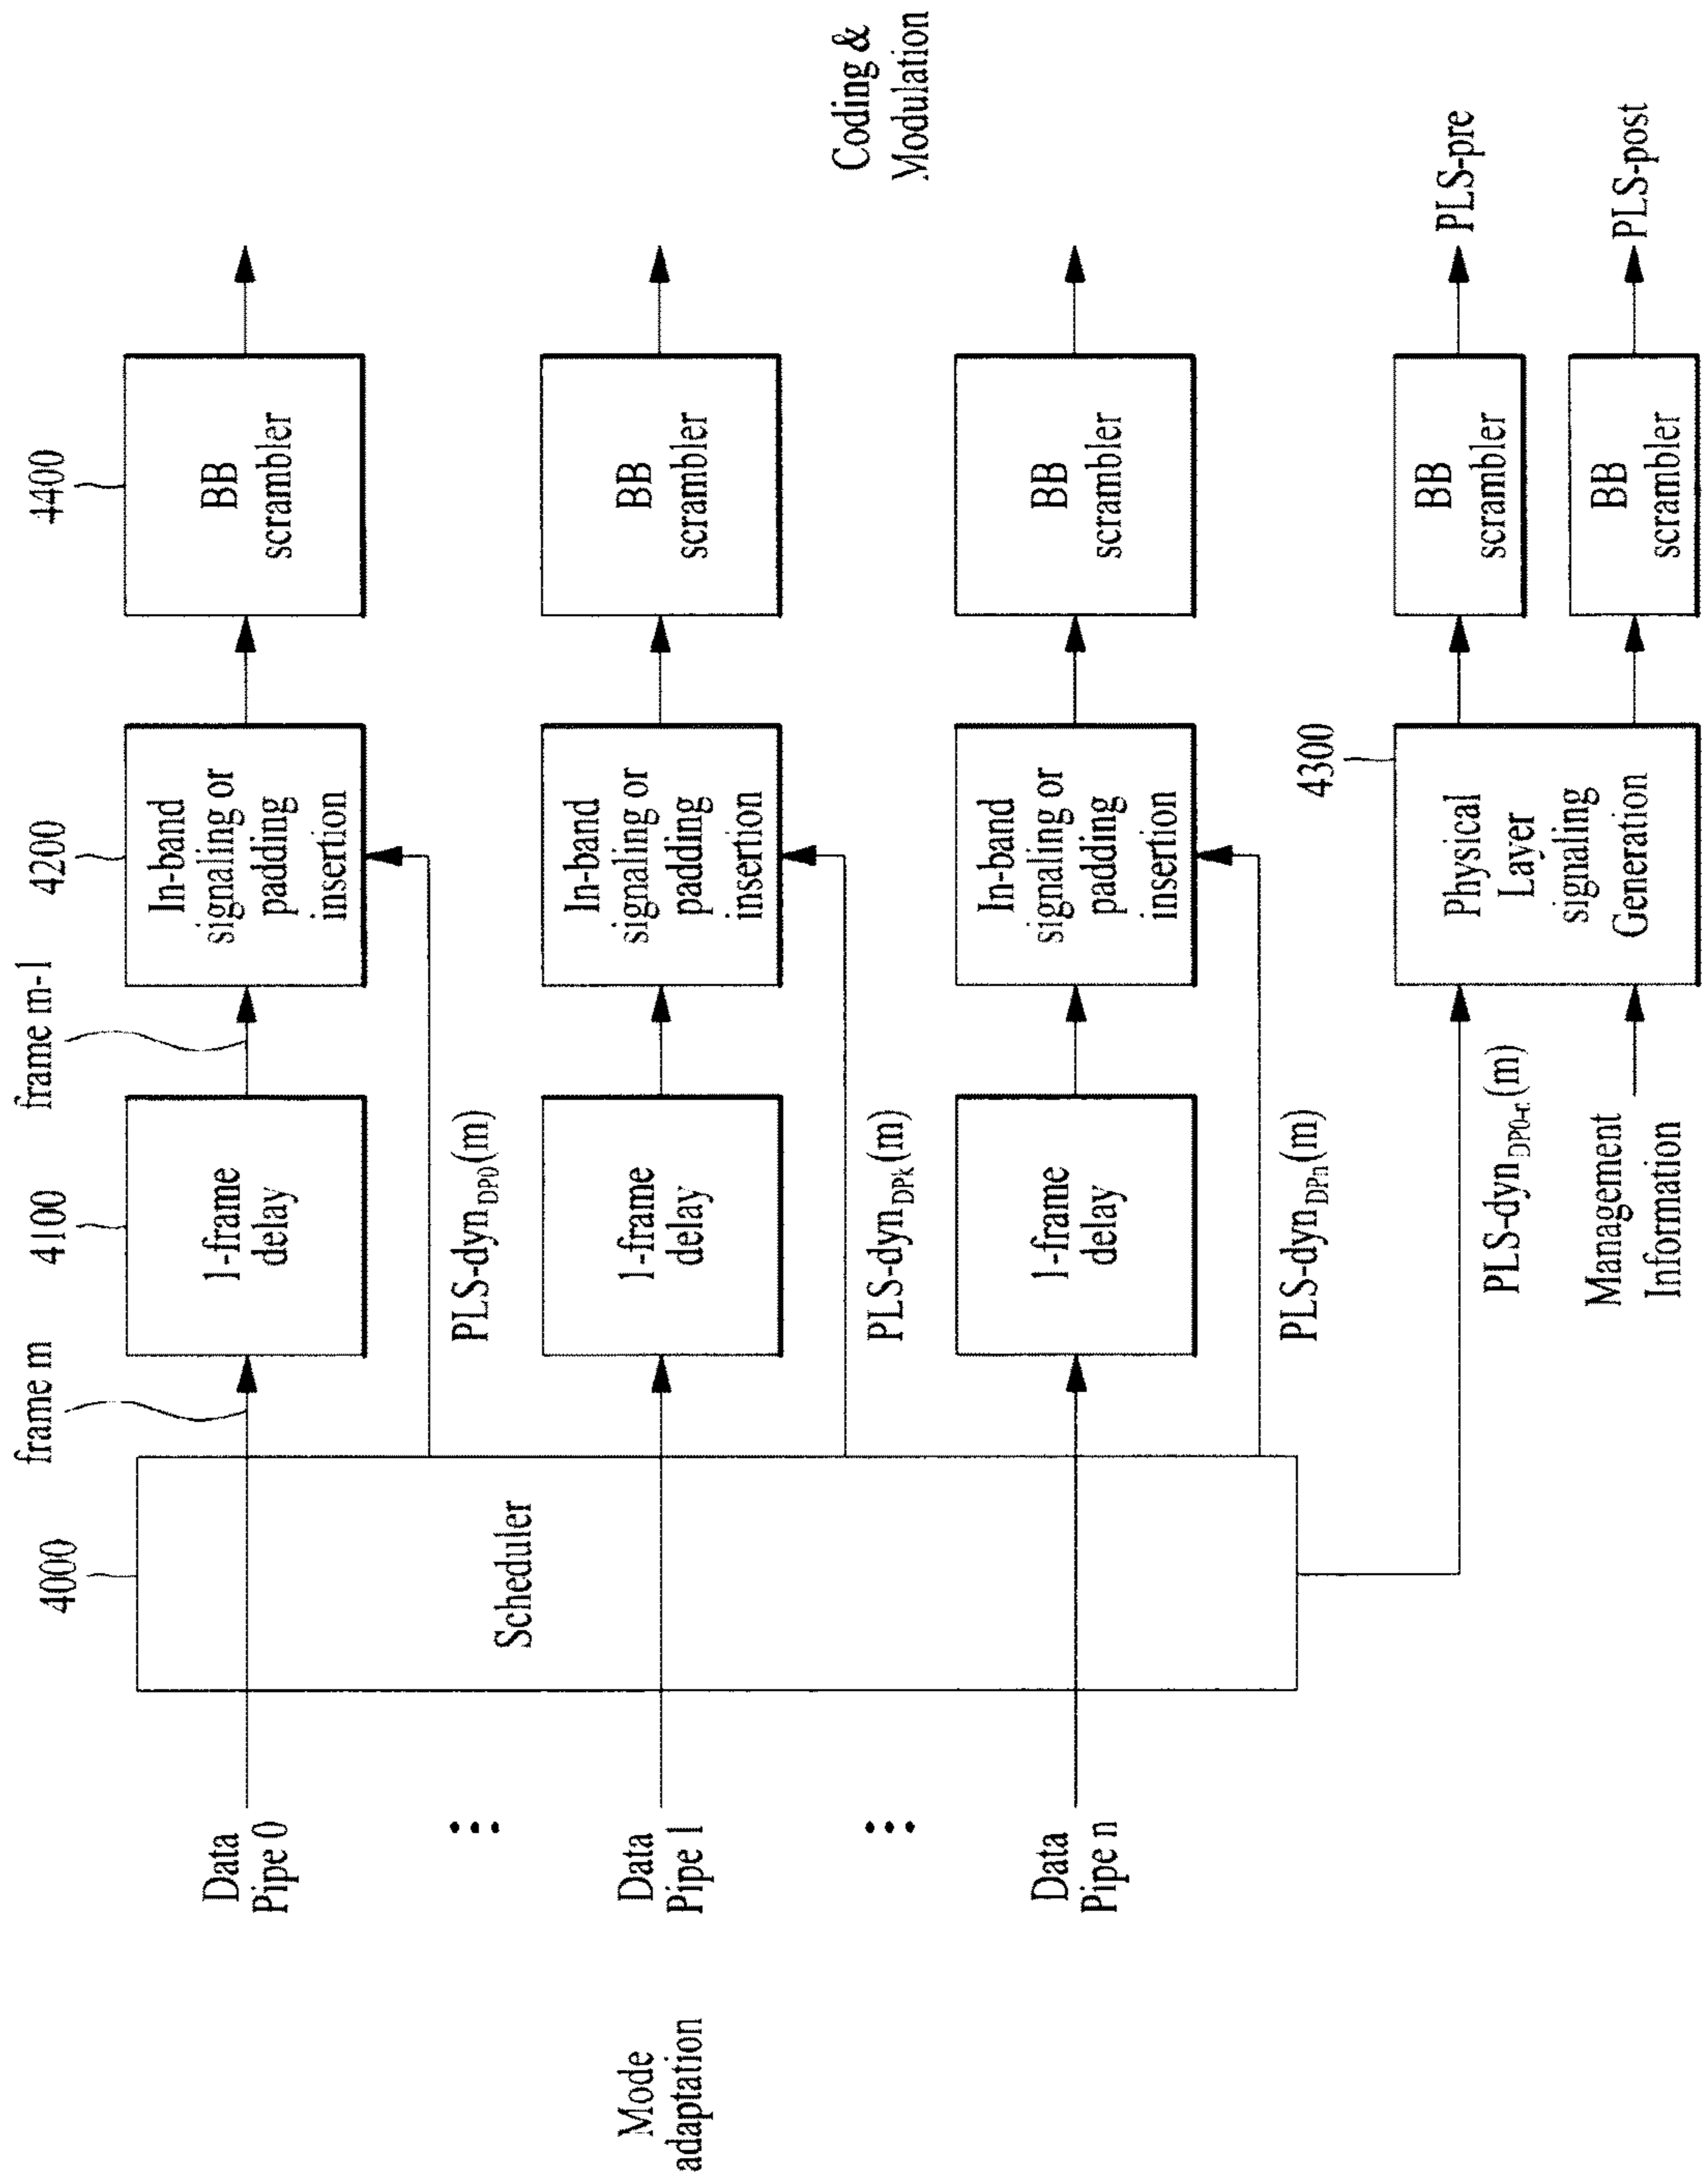 Mode
adaptation
Data
Pipe 0
Data
Pipe 1
Data
Pipe n
4000
Scheduler
frame m
4100
1-frame
delay
frame m-1
4200
In-band
signaling or
padding
insertion
4400
BB
scrambler
PLS-dynDP0(m)
1-frame
delay
In-band
signaling or
padding
insertion
BB
scrambler
PLS-dynDPk(m)
1-frame
delay
In-band
signaling or
padding
insertion
BB
scrambler
PLS-dynDPn(m)
Coding &
Modulation
4300
Physical
Layer
signaling
Generation
PLS-dynDP0-n(m)
Management
Information
BB
scrambler
PLS-pre
BB
scrambler
PLS-post